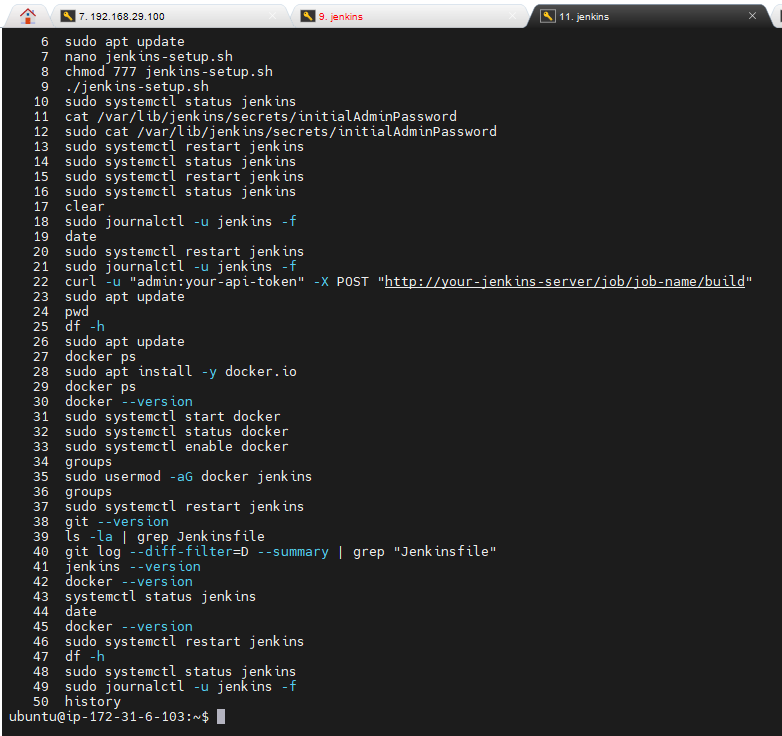 7. 192.168.29.100
9. jenkins
11. jenkins
6 sudo apt update
7 nano jenkins-setup.sh
8 chmod 777 jenkins-setup.sh
9 ./jenkins-setup.sh
10 sudo systemctl status jenkins
11 cat /var/lib/jenkins/secrets/initialAdminPassword
12 sudo cat /var/lib/jenkins/secrets/initialAdminPassword
13 sudo systemctl restart jenkins
14 sudo systemctl status jenkins
15 sudo systemctl restart jenkins
16 sudo systemctl status jenkins
17 clear
18 sudo journalctl -u jenkins -f
19 date
20 sudo systemctl restart jenkins
21 sudo journalctl -u jenkins -f
22 curl -u "admin:your-api-token" -X POST "http://your-jenkins-server/job/job-name/build"
23 sudo apt update
24 pwd
25 df -h
26 sudo apt update
27 docker ps
28 sudo apt install -y docker.io
29 docker ps
30 docker --version
31 sudo systemctl start docker
32 sudo systemctl status docker
33 sudo systemctl enable docker
34 groups
35 sudo usermod -aG docker jenkins
36 groups
37 sudo systemctl restart jenkins
38 git --version
39 ls -la | grep Jenkinsfile
40 git log --diff-filter=D --summary | grep "Jenkinsfile"
41 jenkins --version
42 docker --version
43 systemctl status jenkins
44 date
45 docker --version
46 sudo systemctl restart jenkins
47 df -h
48 sudo systemctl status jenkins
49 sudo journalctl -u jenkins -f
50 history
ubuntu@ip-172-31-6-103:~$